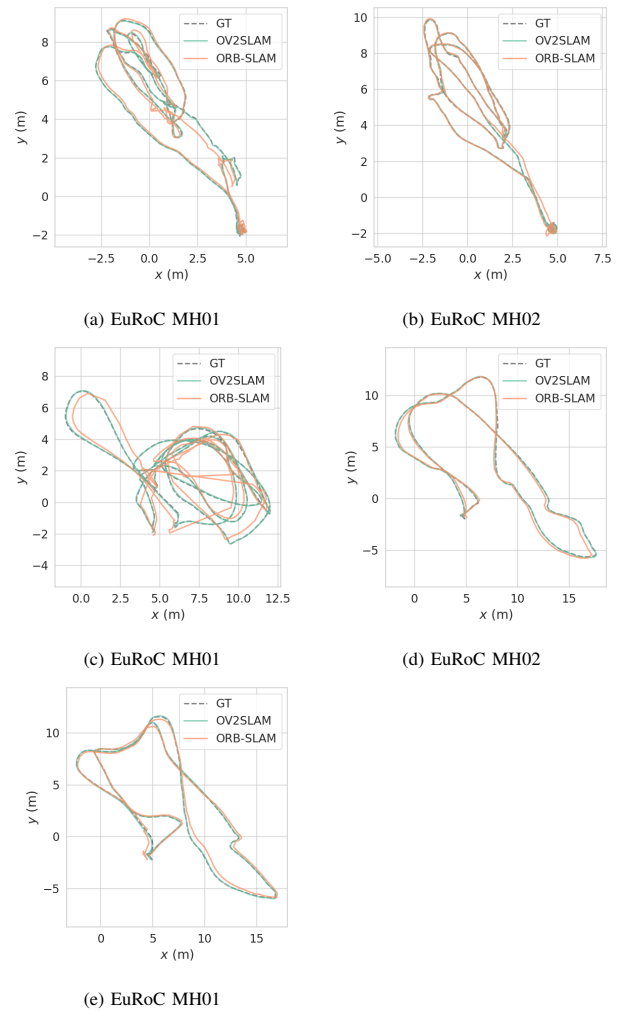 GT
OV2SLAM
ORB-SLAM
8
6
4
2
0
−2
y (m)
−2.5 0.0 2.5 5.0
x (m)
(a) EuRoC MH01
GT
OV2SLAM
ORB-SLAM
10
8
6
4
2
0
−2
y (m)
−5.0 −2.5 0.0 2.5 5.0 7.5
x (m)
(b) EuRoC MH02
GT
OV2SLAM
ORB-SLAM
8
6
4
2
0
−2
−4
y (m)
0.0 2.5 5.0 7.5 10.0 12.5
x (m)
(c) EuRoC MH01
GT
OV2SLAM
ORB-SLAM
10
5
0
−5
y (m)
0 5 10 15
x (m)
(d) EuRoC MH02
GT
OV2SLAM
ORB-SLAM
10
5
0
−5
y (m)
0 5 10 15
x (m)
(e) EuRoC MH01